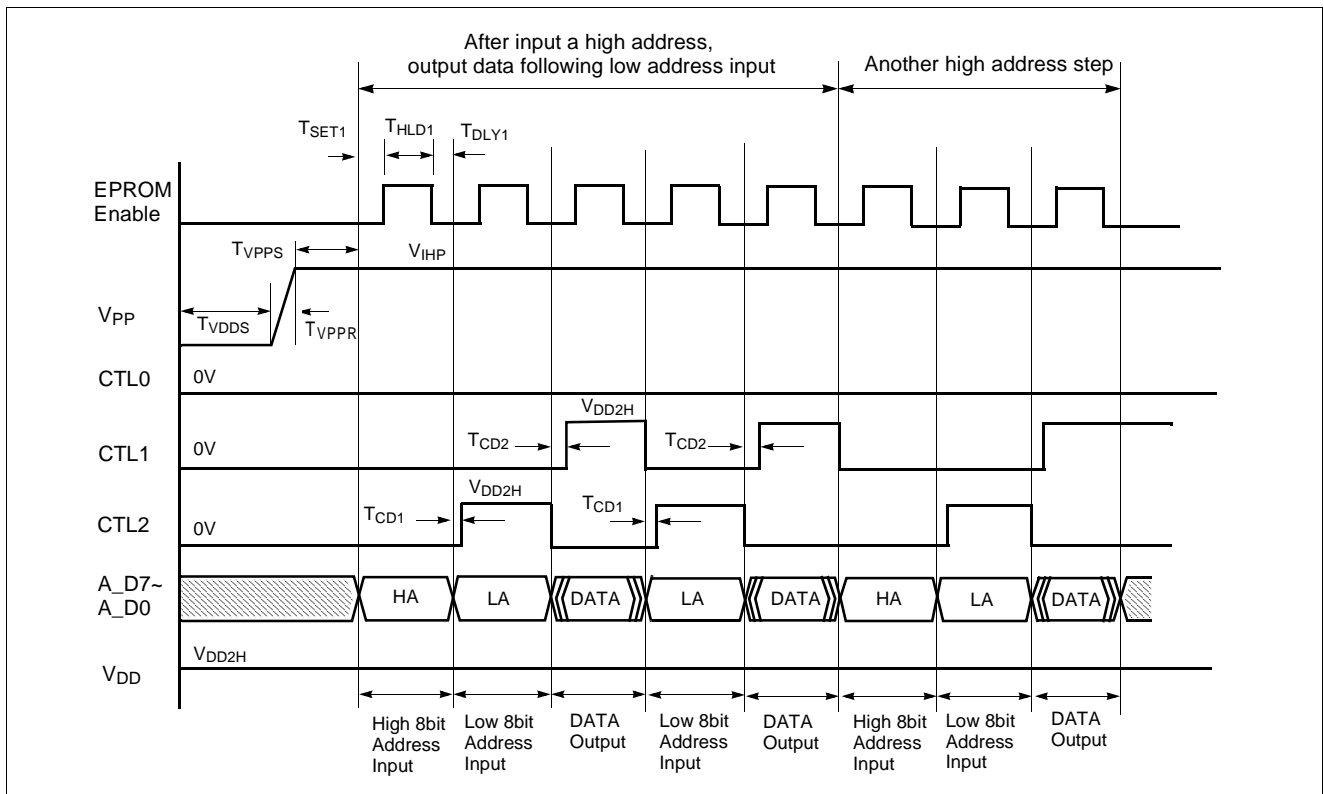 After input a high address,
output data following low address input
Another high address step
TSET1
THLD1
TDLY1
EPROM
Enable
TVPPS
VIHP
VPP
TVDDS
TVPPR
CTL0
0V
VDD2H
CTL1
0V
TCD2
TCD2
VDD2H
CTL2
0V
TCD1
TCD1
A_D7~
A_D0
HA
LA
DATA
LA
DATA
HA
LA
DATA
VDD2H
VDD
High 8bit
Address
Input
Low 8bit
Address
Input
DATA
Output
Low 8bit
Address
Input
DATA
Output
High 8bit
Address
Input
Low 8bit
Address
Input
DATA
Output